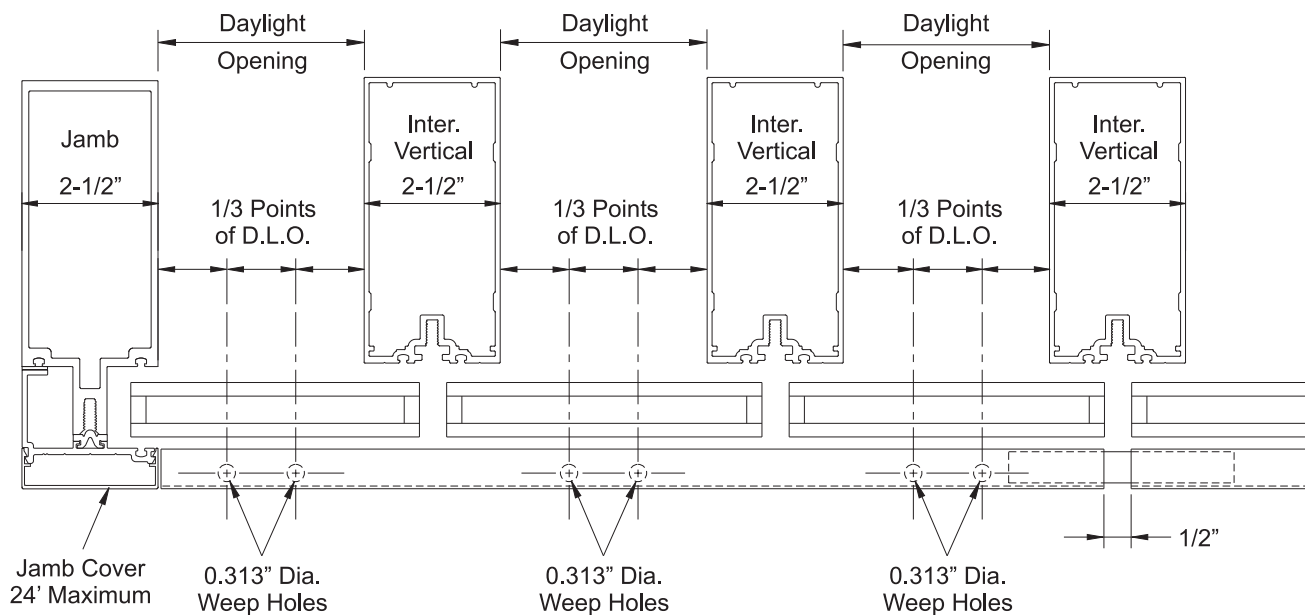 Daylight
Opening
Daylight
Opening
Daylight
Opening
Jamb
2-1/2”
Inter.
Vertical
2-1/2”
Inter.
Vertical
2-1/2”
Inter.
Vertical
2-1/2”
1/3 Points
of D.L.O.
1/3 Points
of D.L.O.
1/3 Points
of D.L.O.
1/2”
Jamb Cover
24’ Maximum
0.313” Dia.
Weep Holes
0.313” Dia.
Weep Holes
0.313” Dia.
Weep Holes